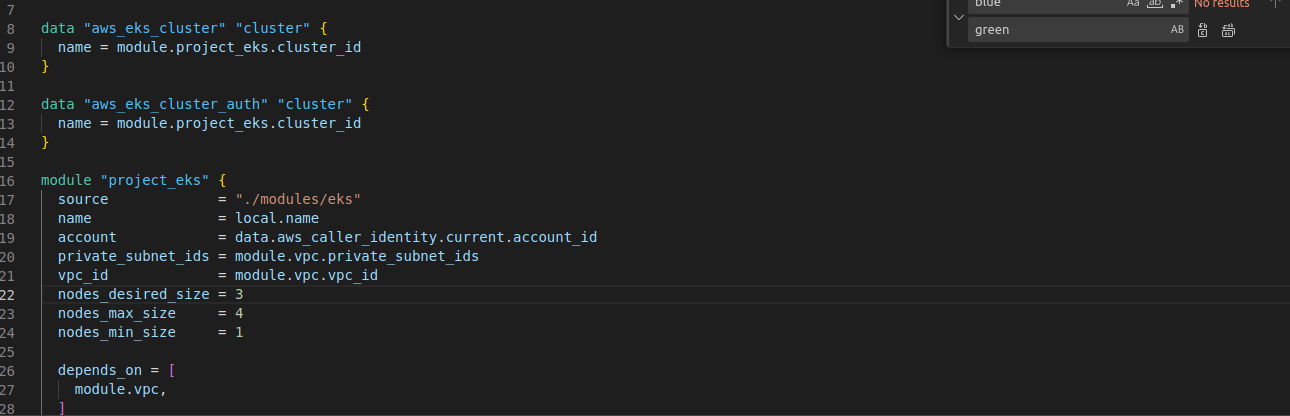 7
8 data "aws_eks_cluster" "cluster" {
9 name = module.project_eks.cluster_id
10 }
11
12 data "aws_eks_cluster_auth" "cluster" {
13 name = module.project_eks.cluster_id
14 }
15
16 module "project_eks" {
17 source = "./modules/eks"
18 name = local.name
19 account = data.aws_caller_identity.current.account_id
20 private_subnet_ids = module.vpc.private_subnet_ids
21 vpc_id = module.vpc.vpc_id
22 nodes_desired_size = 3
23 nodes_max_size = 4
24 nodes_min_size = 1
25
26 depends_on = [
27 module.vpc,
28 ]
blue Aa ab .* No results
green AB